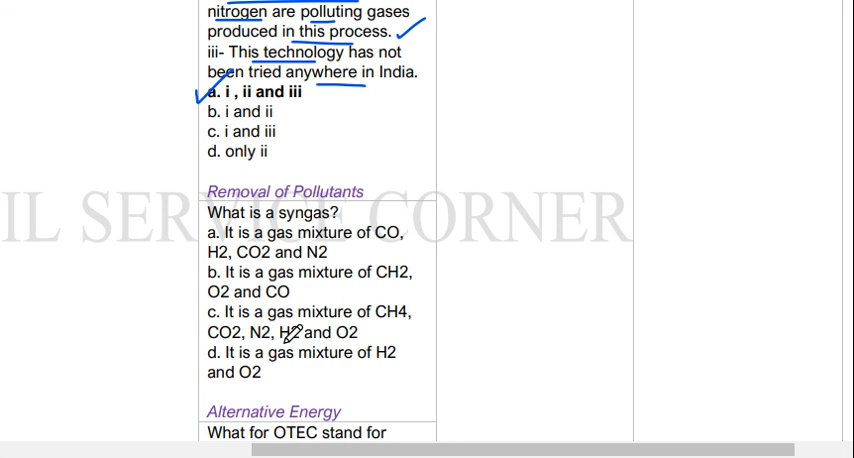 nitrogen are polluting gases
produced in this process.
iii- This technology has not
been tried anywhere in India.
a. i , ii and iii
b. i and ii
c. i and iii
d. only ii
Removal of Pollutants
IL SERVICE CORNER
What is a syngas?
a. It is a gas mixture of CO,
H2, CO2 and N2
b. It is a gas mixture of CH2,
O2 and CO
c. It is a gas mixture of CH4,
CO2, N2, H2 and O2
d. It is a gas mixture of H2
and O2
Alternative Energy
What for OTEC stand for